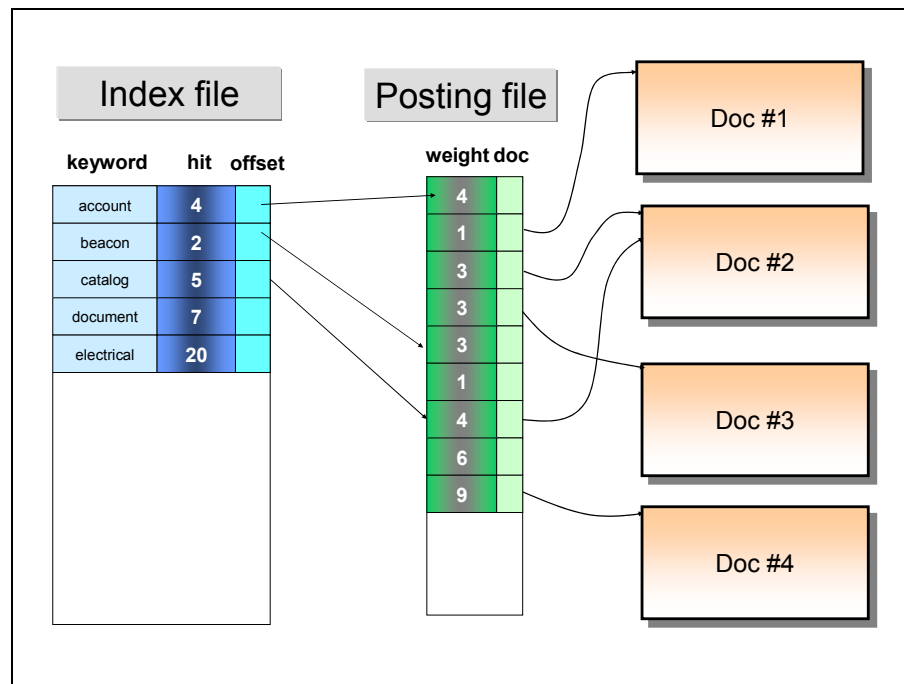 Index file
keyword hit offset
account 4
beacon 2
catalog 5
document 7
electrical 20
Posting file
weight doc
4
1
3
3
3
1
4
6
9
Doc #1
Doc #2
Doc #3
Doc #4